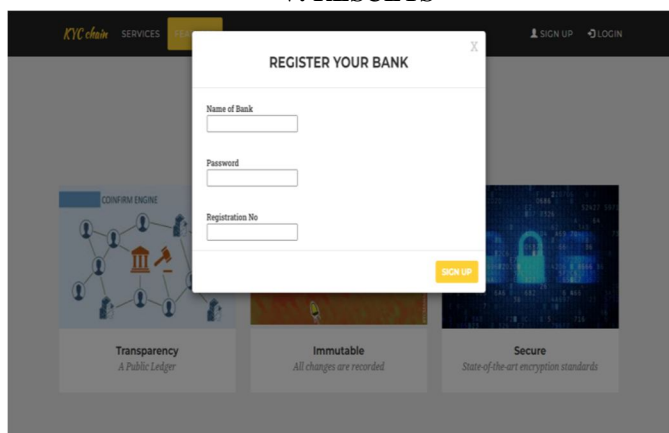 KYC chain SERVICES FEA SIGN UP LOGIN
X
REGISTER YOUR BANK
Name of Bank
Password
Registration No
SIGN UP
COINFIRM ENGINE
Transparency
A Public Ledger
Immutable
All changes are recorded
Secure
State-of-the-art encryption standards